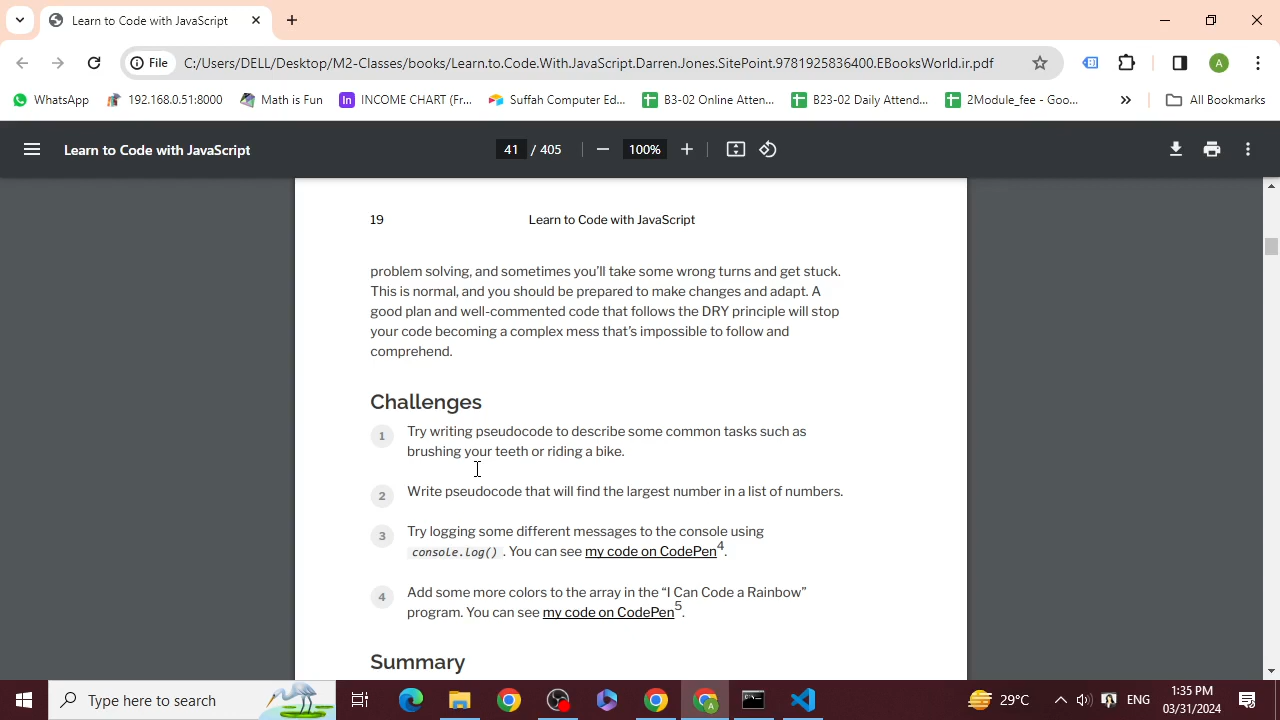 Learn to Code with JavaScript
File C:/Users/DELL/Desktop/M2-Classes/books/Learn.to.Code.With.JavaScript.Darren.Jones.SitePoint.9781925836400.EBooksWorld.ir.pdf A
WhatsApp 192.168.0.51:8000 Math is Fun In INCOME CHART (Fr... Suffah Computer Ed... B3-02 Online Atten... B23-02 Daily Attend... 2Module_fee - Goo... All Bookmarks
Learn to Code with JavaScript 41 / 405 100%
19 Learn to Code with JavaScript
problem solving, and sometimes you’ll take some wrong turns and get stuck.
This is normal, and you should be prepared to make changes and adapt. A
good plan and well-commented code that follows the DRY principle will stop
your code becoming a complex mess that’s impossible to follow and
comprehend.
Challenges
1 Try writing pseudocode to describe some common tasks such as
brushing your teeth or riding a bike.
2 Write pseudocode that will find the largest number in a list of numbers.
3 Try logging some different messages to the console using
console.log() . You can see my code on CodePen4.
4 Add some more colors to the array in the “I Can Code a Rainbow”
program. You can see my code on CodePen5.
Summary
Type here to search 29°C ENG 1:35 PM
03/31/2024